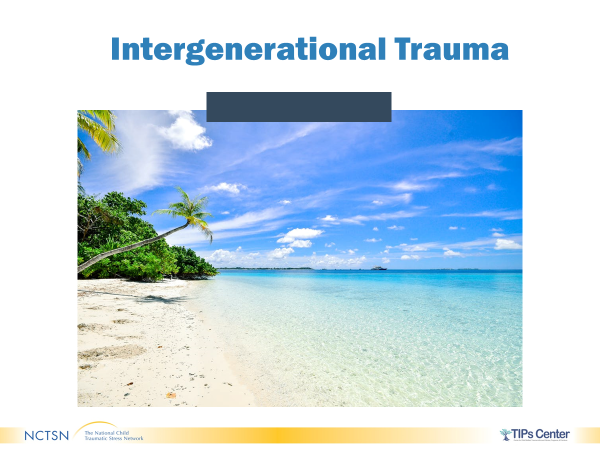 Intergenerational Trauma
NCTSN
The National Child
Traumatic Stress Network
TIPs Center